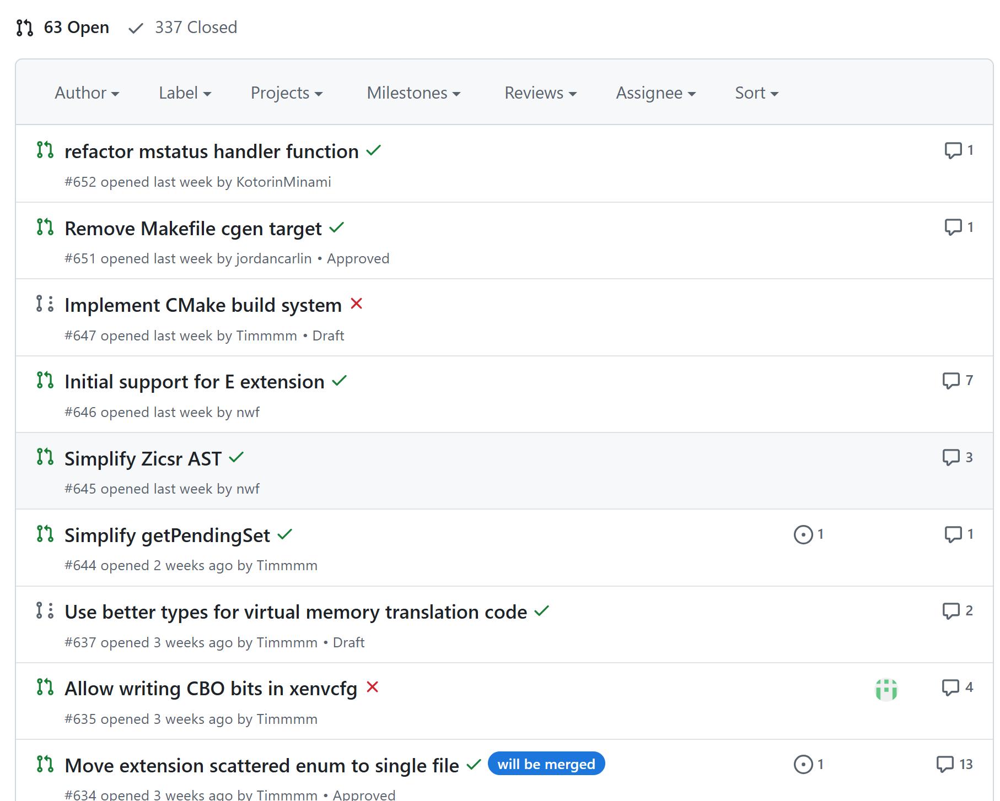 63 Open 337 Closed
Author Label Projects Milestones Reviews Assignee Sort
refactor mstatus handler function 1
#652 opened last week by KotorinMinami
Remove Makefile cgen target 1
#651 opened last week by jordancarlin • Approved
Implement CMake build system
#647 opened last week by Timmmm • Draft
Initial support for E extension 7
#646 opened last week by nwf
Simplify Zicsr AST 3
#645 opened last week by nwf
Simplify getPendingSet 1 1
#644 opened 2 weeks ago by Timmmm
Use better types for virtual memory translation code 2
#637 opened 3 weeks ago by Timmmm • Draft
Allow writing CBO bits in xenvcfg 4
#635 opened 3 weeks ago by Timmmm
Move extension scattered enum to single file will be merged 1 13
#634 opened 3 weeks ago by Timmmm • Approved